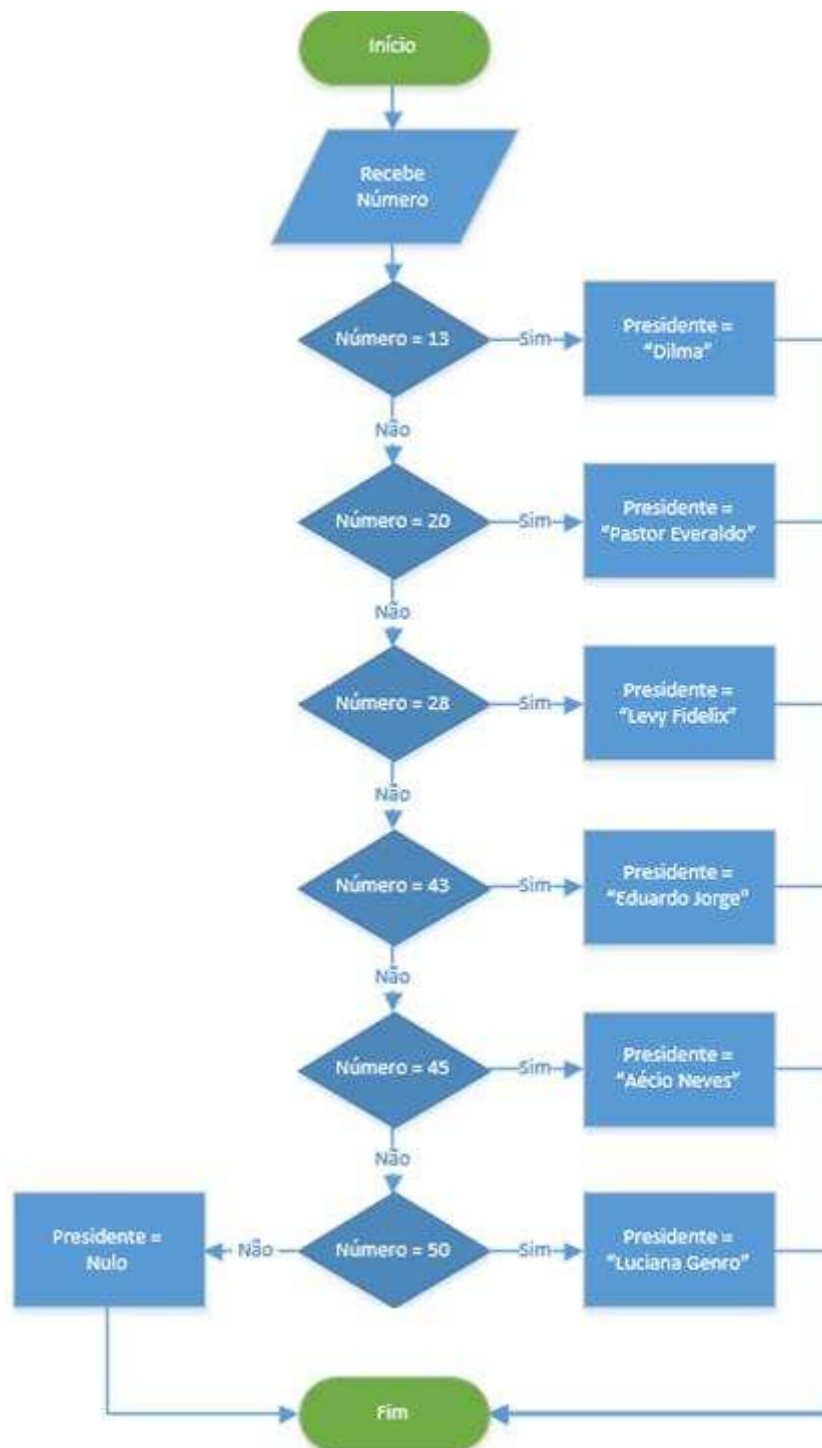 Início
Recebe
Número
Número = 13
Sim
Presidente =
“Dilma”
Não
Número = 20
Sim
Presidente =
“Pastor Everaldo”
Não
Número = 28
Sim
Presidente =
“Levy Fidelix”
Não
Número = 43
Sim
Presidente =
“Eduardo Jorge”
Não
Número = 45
Sim
Presidente =
“Aécio Neves”
Não
Presidente =
Nulo
Não
Número = 50
Sim
Presidente =
“Luciana Genro”
Fim